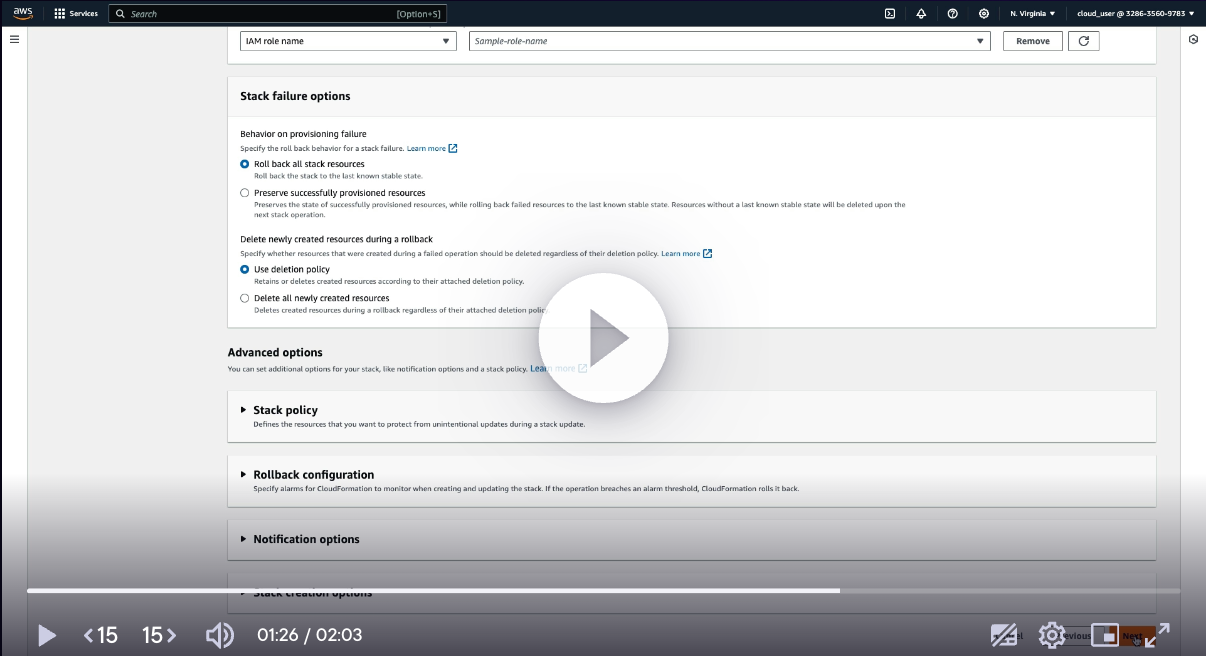 aws
Services
Search
[Option+S]
N. Virginia
cloud_user @ 3286-3560-9783
IAM role name
Sample-role-name
Remove
Stack failure options
Behavior on provisioning failure
Specify the roll back behavior for a stack failure. Learn more
Roll back all stack resources
Roll back the stack to the last known stable state.
Preserve successfully provisioned resources
Preserves the state of successfully provisioned resources, while rolling back failed resources to the last known stable state. Resources without a last known stable state will be deleted upon the
next stack operation.
Delete newly created resources during a rollback
Specify whether resources that were created during a failed operation should be deleted regardless of their deletion policy. Learn more
Use deletion policy
Retains or deletes created resources according to their attached deletion policy.
Delete all newly created resources
Deletes created resources during a rollback regardless of their attached deletion policy.
Advanced options
You can set additional options for your stack, like notification options and a stack policy. Learn more
Stack policy
Defines the resources that you want to protect from unintentional updates during a stack update.
Rollback configuration
Specify alarms for CloudFormation to monitor when creating and updating the stack. If the operation breaches an alarm threshold, CloudFormation rolls it back.
Notification options
Stack creation options
15
15
01:26 / 02:03
Next